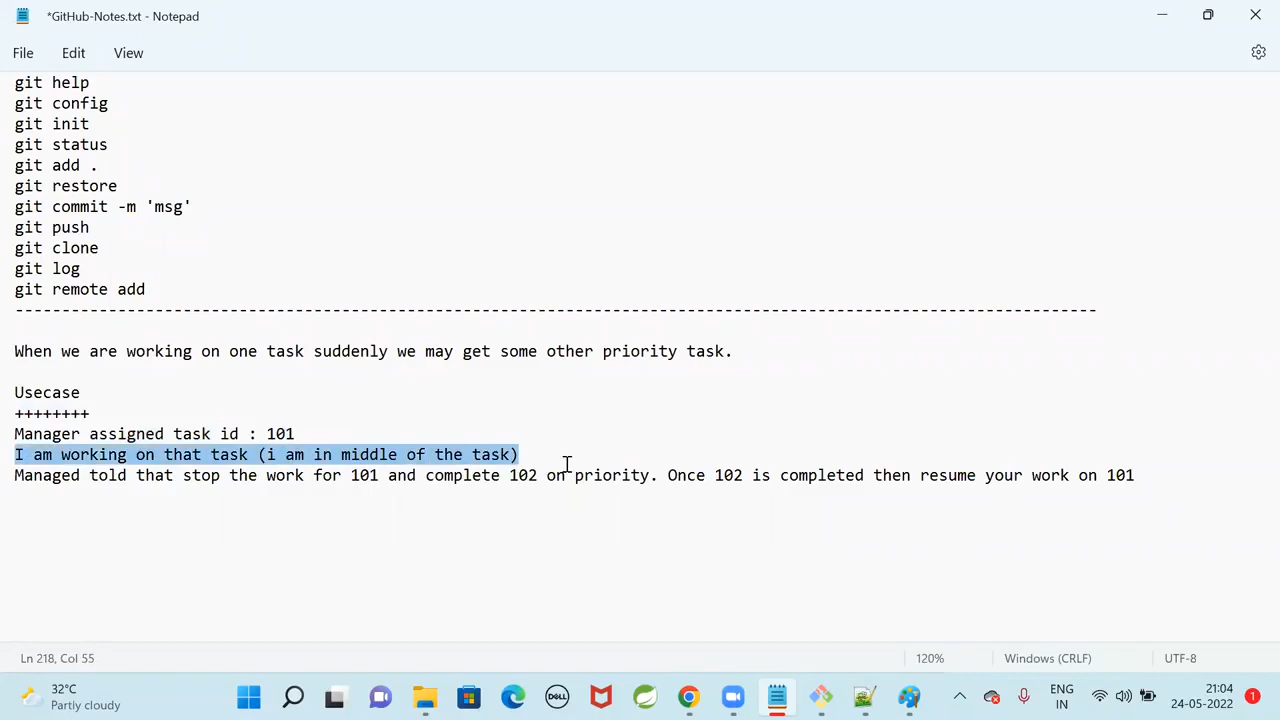 *GitHub-Notes.txt - Notepad
File Edit View
git help
git config
git init
git status
git add .
git restore
git commit -m 'msg'
git push
git clone
git log
git remote add
--------------------------------------------------------------------------------------------------------------------
When we are working on one task suddenly we may get some other priority task.
Usecase
++++++++
Manager assigned task id : 101
I am working on that task (i am in middle of the task)
Managed told that stop the work for 101 and complete 102 on priority. Once 102 is completed then resume your work on 101
Ln 218, Col 55 120% Windows (CRLF) UTF-8
32°C
Partly cloudy
DELL
ENG
IN
21:04
24-05-2022
1